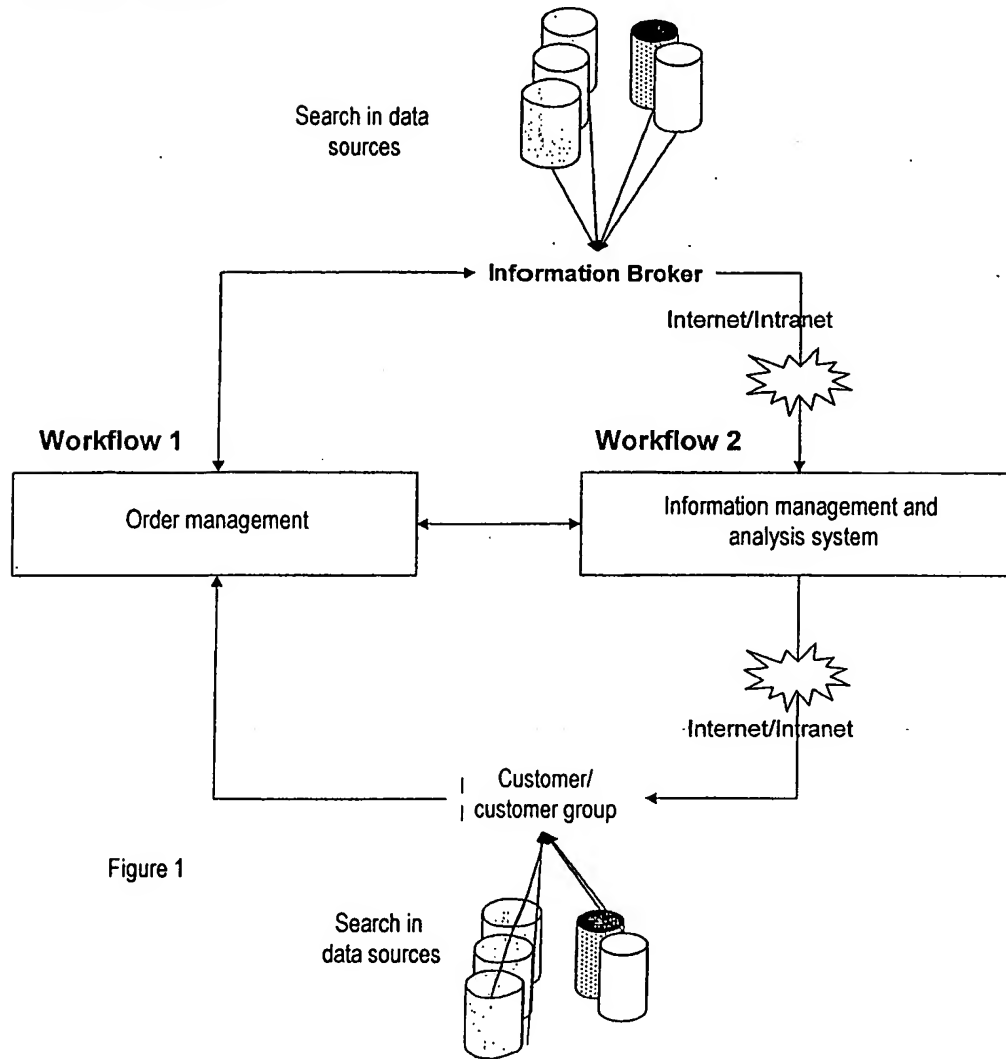 Search in data
sources
Information Broker
Internet/Intranet
Workflow 1
Workflow 2
Order management
Information management and
analysis system
Internet/Intranet
Customer/
customer group
Figure 1
Search in
data sources